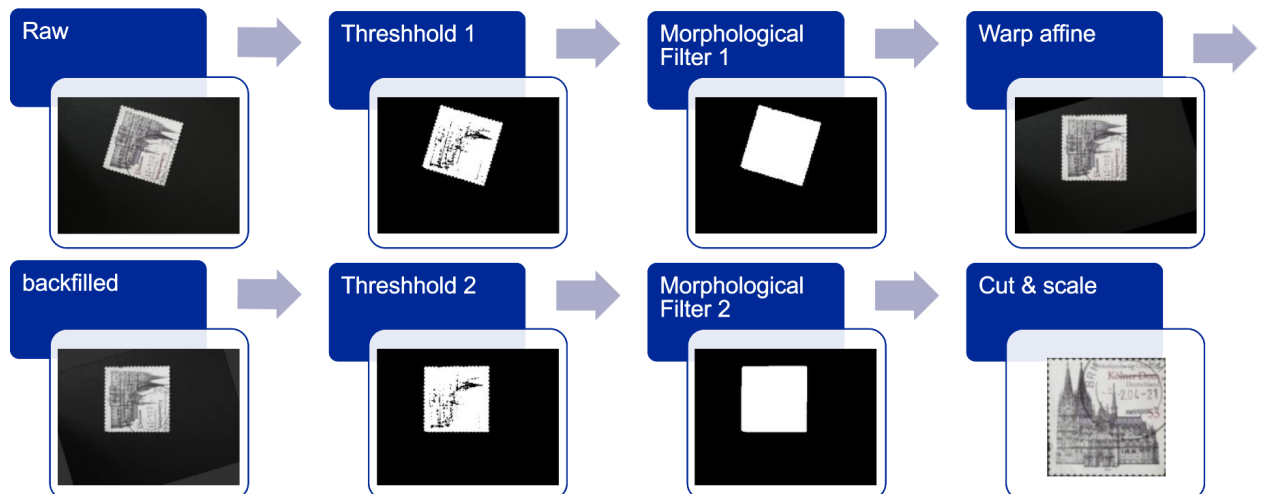 Raw
Threshhold 1
Morphological
Filter 1
Warp affine
backfilled
Threshhold 2
Morphological
Filter 2
Cut & scale
Kölner Dom
Deutschland
2.04-21